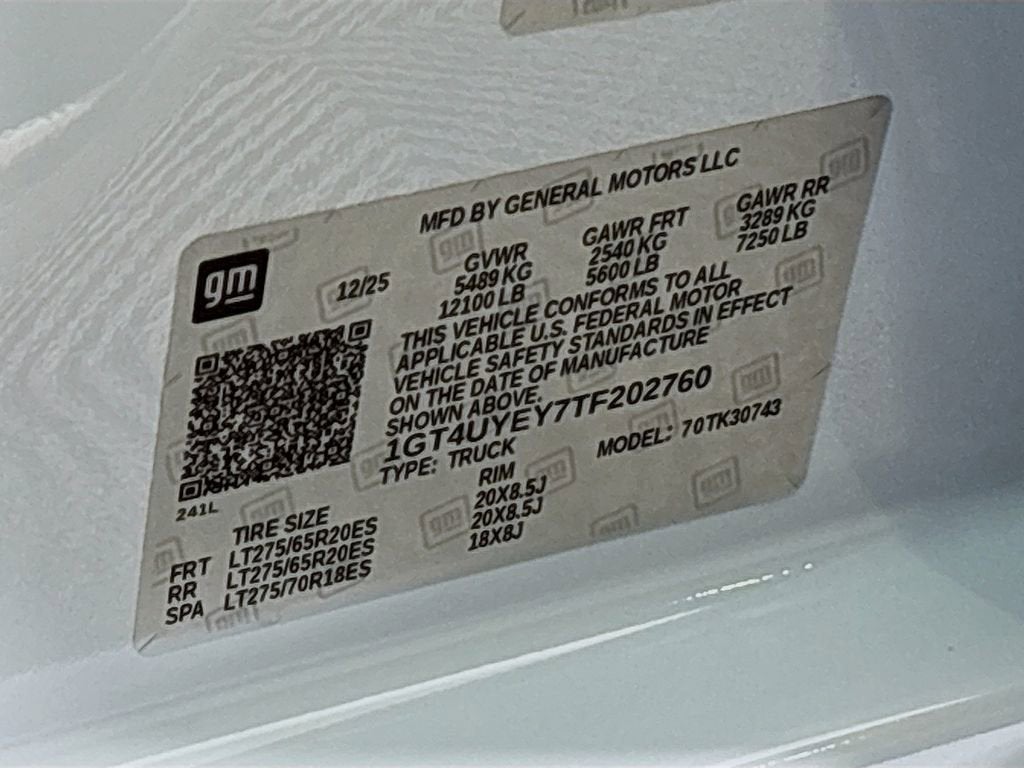 MFD BY GENERAL MOTORS LLC
gm
12/25
GVWR GAWR FRT GAWR RR
5489 KG 2540 KG 3289 KG
12100 LB 5600 LB 7250 LB
THIS VEHICLE CONFORMS TO ALL
APPLICABLE U.S. FEDERAL MOTOR
VEHICLE SAFETY STANDARDS IN EFFECT
ON THE DATE OF MANUFACTURE
SHOWN ABOVE.
1GT4UYEY7TF202760
TYPE: TRUCK MODEL: 70TK30743
241L
TIRE SIZE RIM
FRT LT275/65R20ES 20X8.5J
RR LT275/65R20ES 20X8.5J
SPA LT275/70R18ES 18X8J